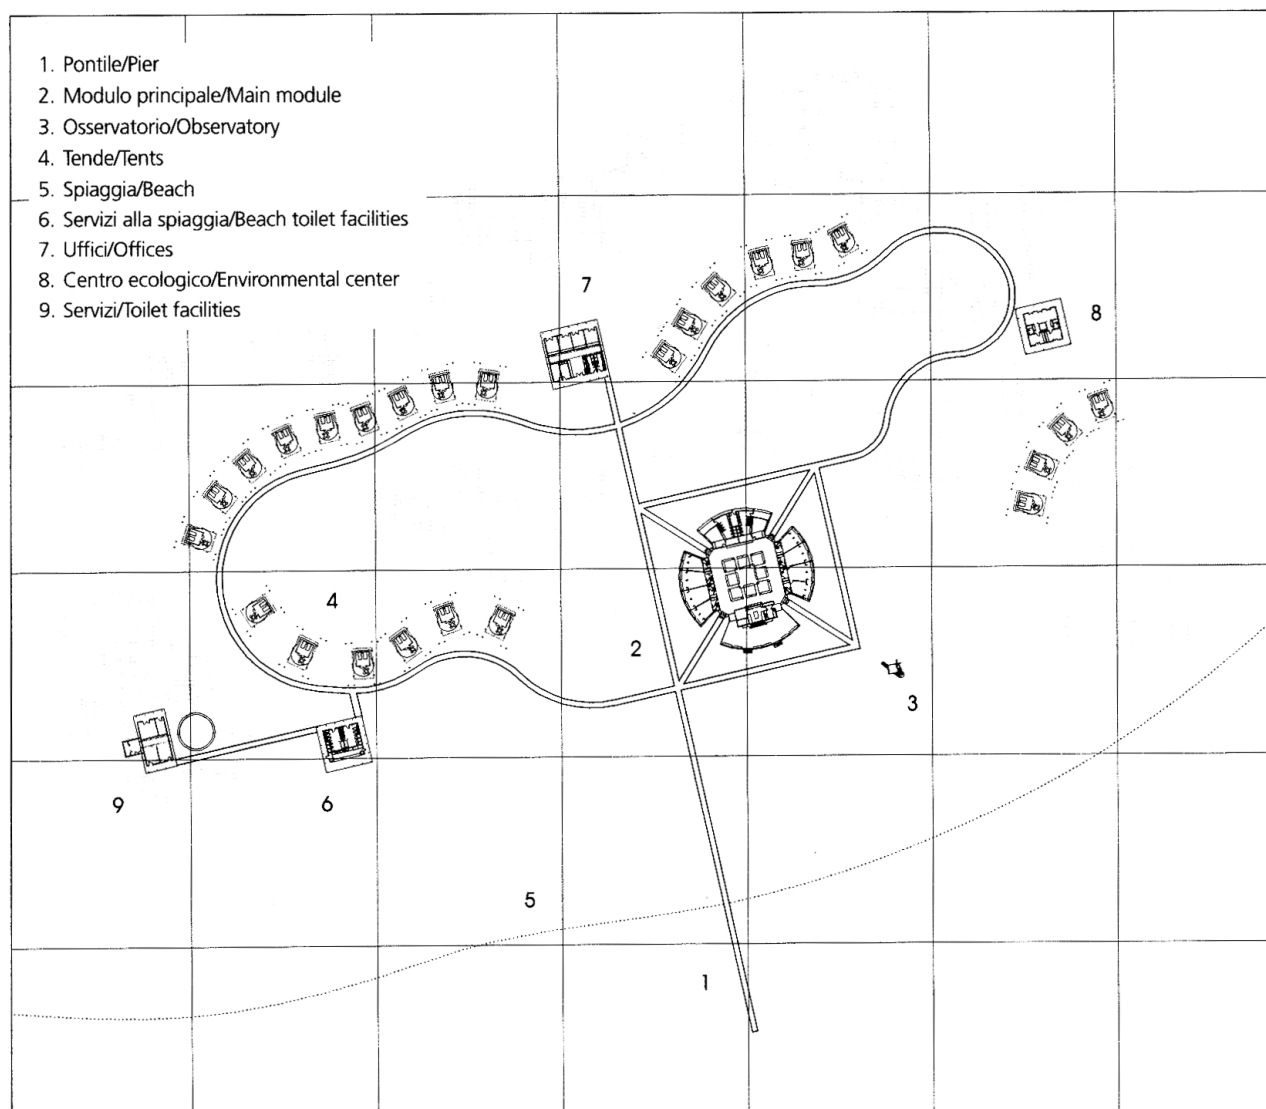 1. Pontile/Pier
2. Modulo principale/Main module
3. Osservatorio/Observatory
4. Tende/Tents
5. Spiaggia/Beach
6. Servizi alla spiaggia/Beach toilet facilities
7. Uffici/Offices
8. Centro ecologico/Environmental center
9. Servizi/Toilet facilities
7
8
4
2
3
9
6
5
1